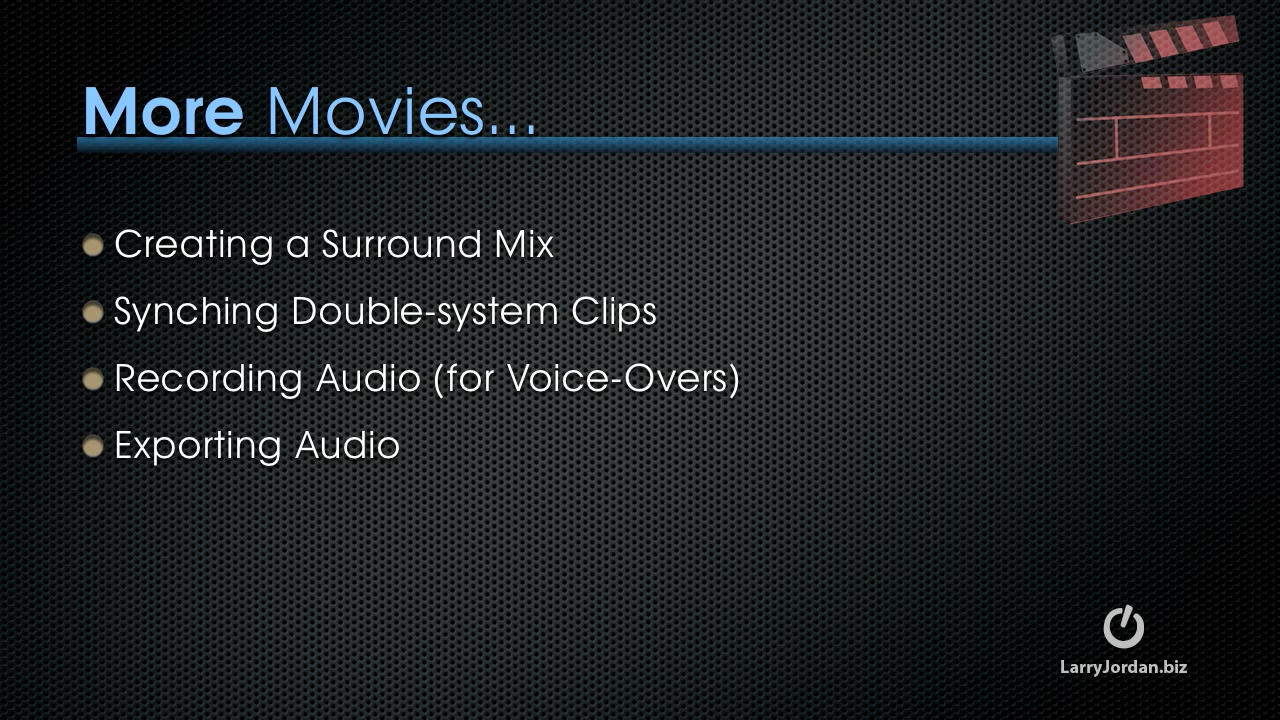 More Movies...
Creating a Surround Mix
Synching Double-system Clips
Recording Audio (for Voice-Overs)
Exporting Audio
LarryJordan.biz